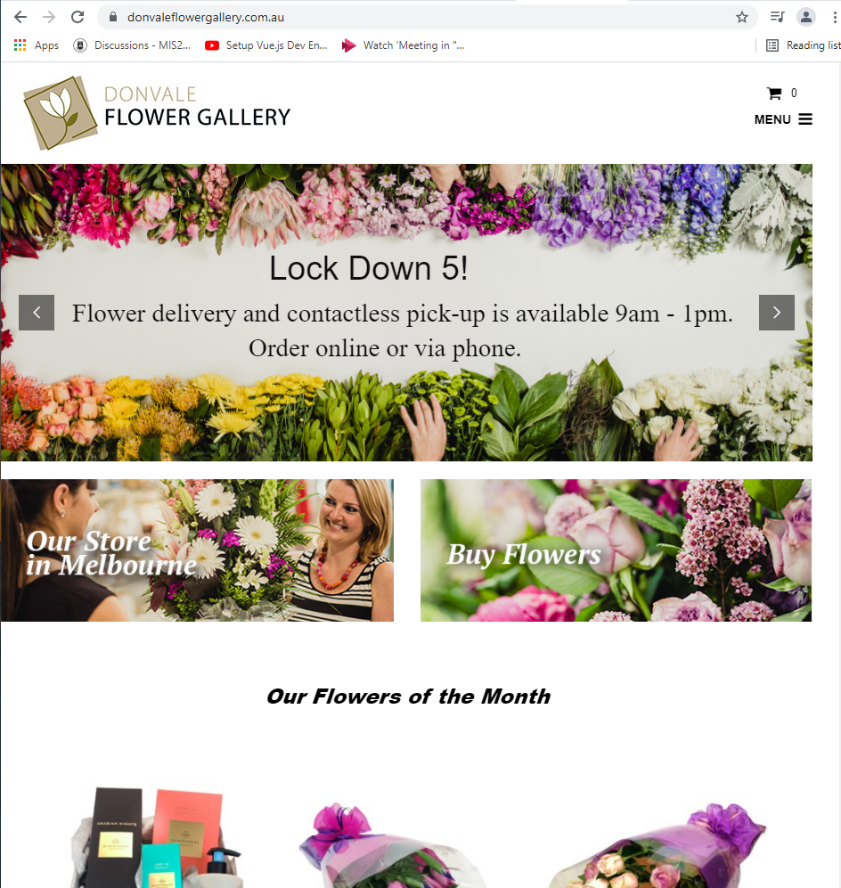 donvaleflowergallery.com.au
Apps Discussions - MIS2... Setup Vue.js Dev En... Watch 'Meeting in "... Reading list
DONVALE
FLOWER GALLERY
0
MENU
Lock Down 5!
Flower delivery and contactless pick-up is available 9am - 1pm.
Order online or via phone.
Our Store
in Melbourne
Buy Flowers
Our Flowers of the Month
ARABIAN NIGHTS